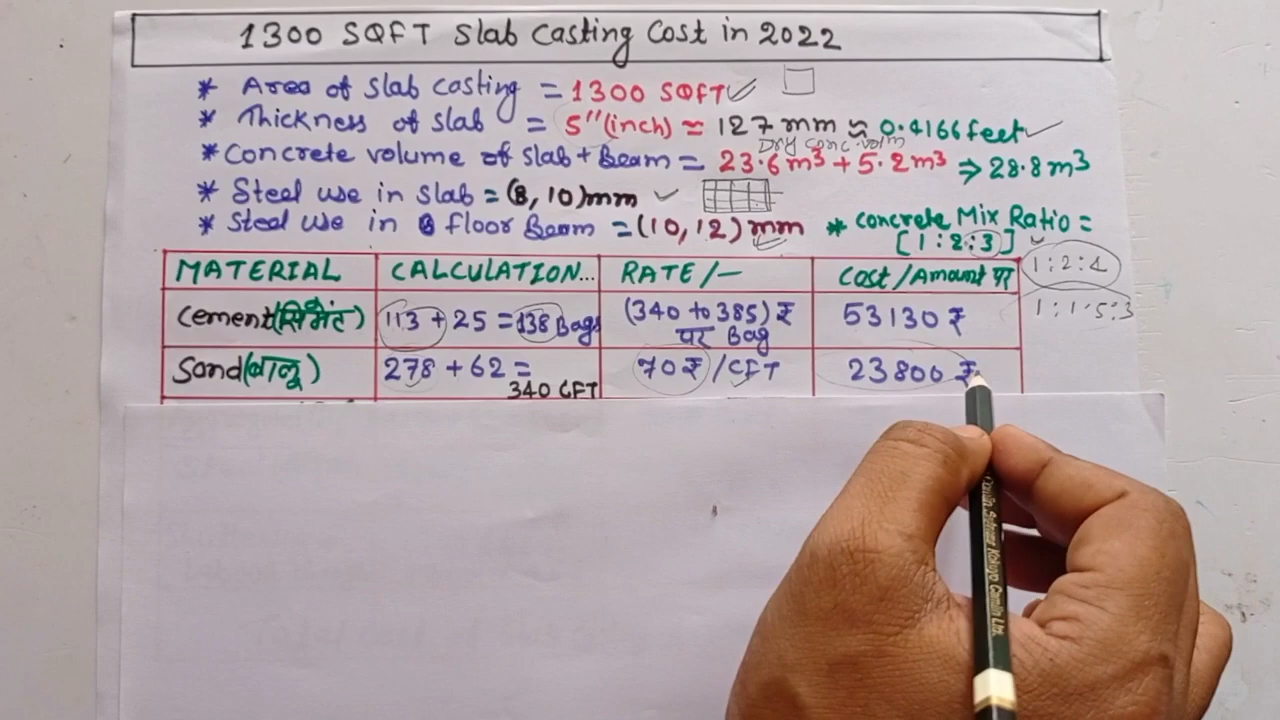 1300 SQFT Slab Casting Cost in 2022
* Area of slab costing = 1300 SQFT ✓
* Thickness of slab = 5"(inch) ≈ 127 mm ≈ 0.4166 feet ✓
Dry conc. volm
* Concrete volume of slab + Beam = 23.6 m³ + 5.2 m³ ⇒ 28.8 m³
* Steel use in slab = (8, 10) mm ✓
* Steel use in floor Beam = (10, 12) mm * Concrete Mix Ratio =
[1:2:3]
1:2:4
1:1.5:3
MATERIAL CALCULATION... RATE/- Cost/Amount ₹
Cement (सिमेंट) 113 + 25 = 138 Bags (340 to 385) ₹ 53130 ₹
पर Bag
Sand (बालू) 278 + 62 = 70 ₹ /CFT 23800 ₹
340 CFT
Camlin Ltd.